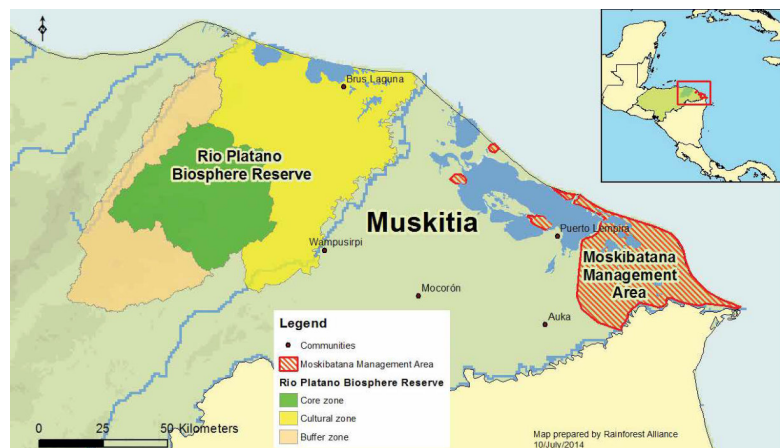 Brus Laguna
Rio Platano
Biosphere Reserve
Muskitia
Wampusirpi
Puerto Lempira
Moskibatana
Management
Area
Mocorón
Auka
Legend
Communities
Moskibatana Management Area
Rio Platano Biosphere Reserve
Core zone
Cultural zone
Buffer zone
0 25 50 Kilometers
Map prepared by Rainforest Alliance
10/July/2014